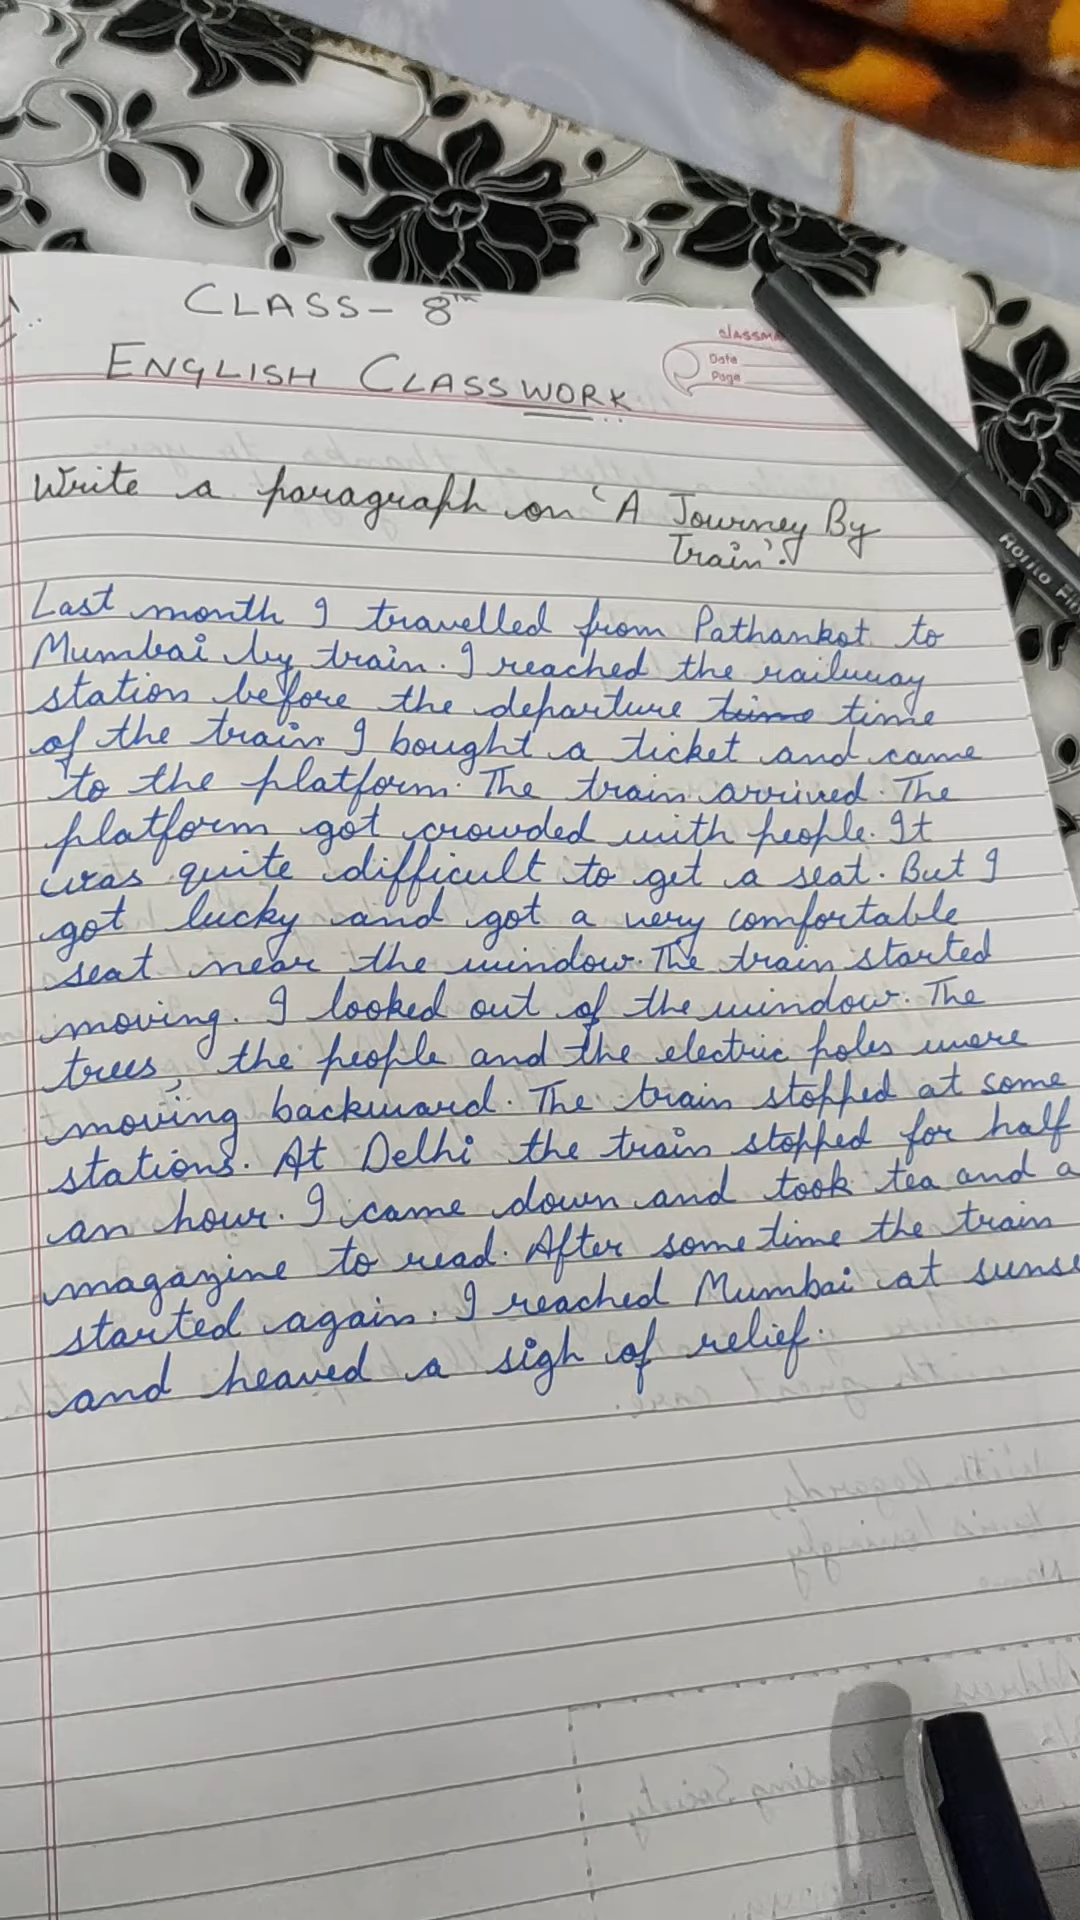 CLASS- 8th
ENGLISH CLASSWORK
Date
Page
Write a paragraph on 'A Journey By
Train'.
Last month I travelled from Pathankot to
Mumbai by train. I reached the railway
station before the departure time time
of the train. I bought a ticket and came
to the platform. The train arrived. The
platform got crowded with people. It
was quite difficult to get a seat. But I
got lucky and got a very comfortable
seat near the window. The train started
moving. I looked out of the window. The
trees, the people and the electric poles were
moving backward. The train stopped at some
stations. At Delhi the train stopped for half
an hour. I came down and took tea and a
magazine to read. After some time the train
started again. I reached Mumbai at sunse
and heaved a sigh of relief.